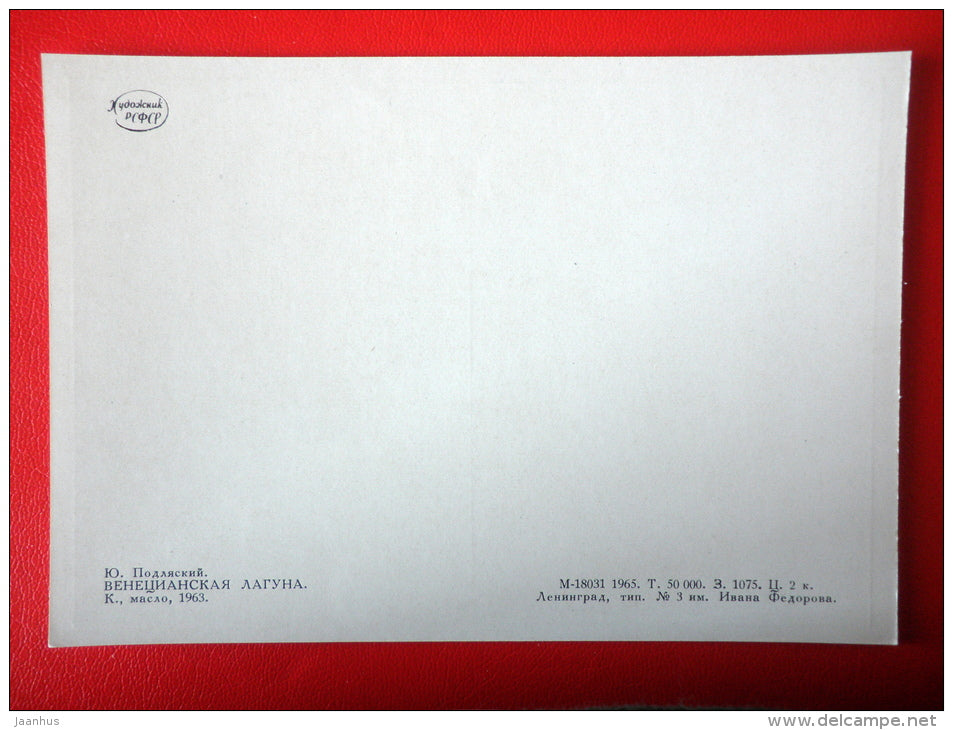 Художник
РСФСР
Ю. Подляский.
ВЕНЕЦИАНСКАЯ ЛАГУНА.
К., масло, 1963.
М-18031 1965. Т. 50 000. З. 1075. Ц. 2 к.
Ленинград, тип. № 3 им. Ивана Федорова.
jaanhus
www.delcampe.net